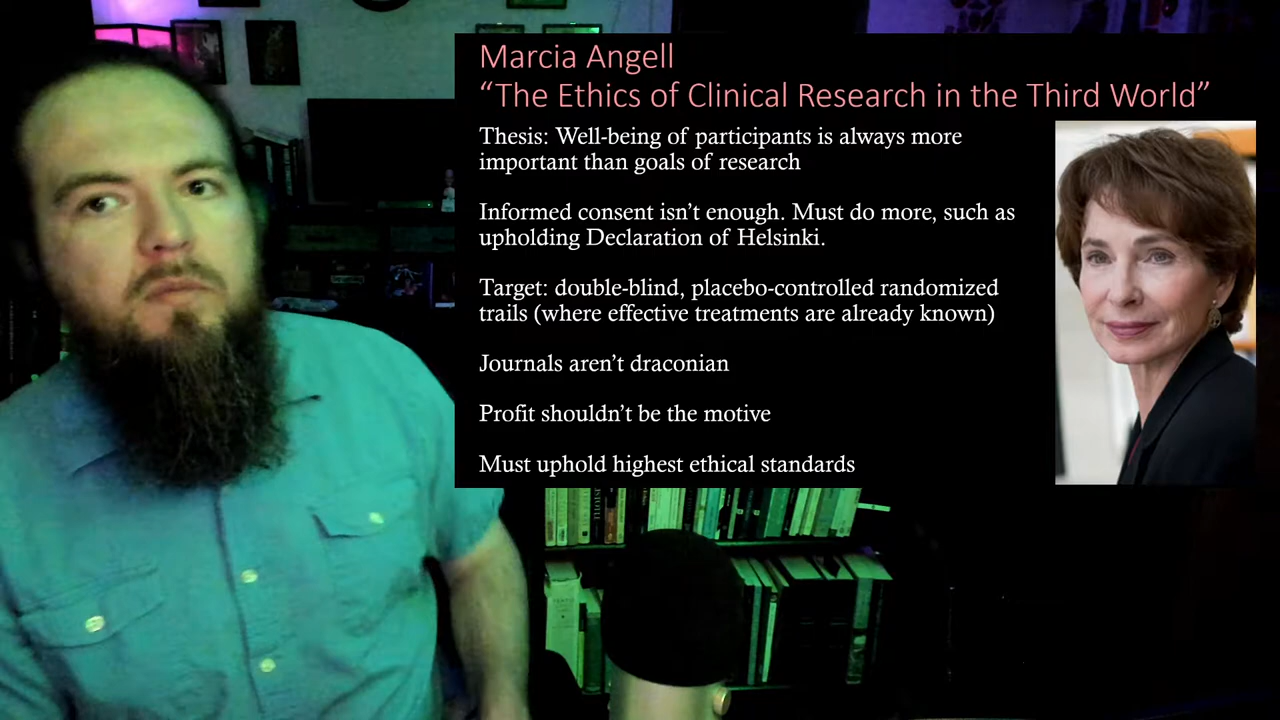 Marcia Angell
“The Ethics of Clinical Research in the Third World”
Thesis: Well-being of participants is always more
important than goals of research
Informed consent isn’t enough. Must do more, such as
upholding Declaration of Helsinki.
Target: double-blind, placebo-controlled randomized
trails (where effective treatments are already known)
Journals aren’t draconian
Profit shouldn’t be the motive
Must uphold highest ethical standards